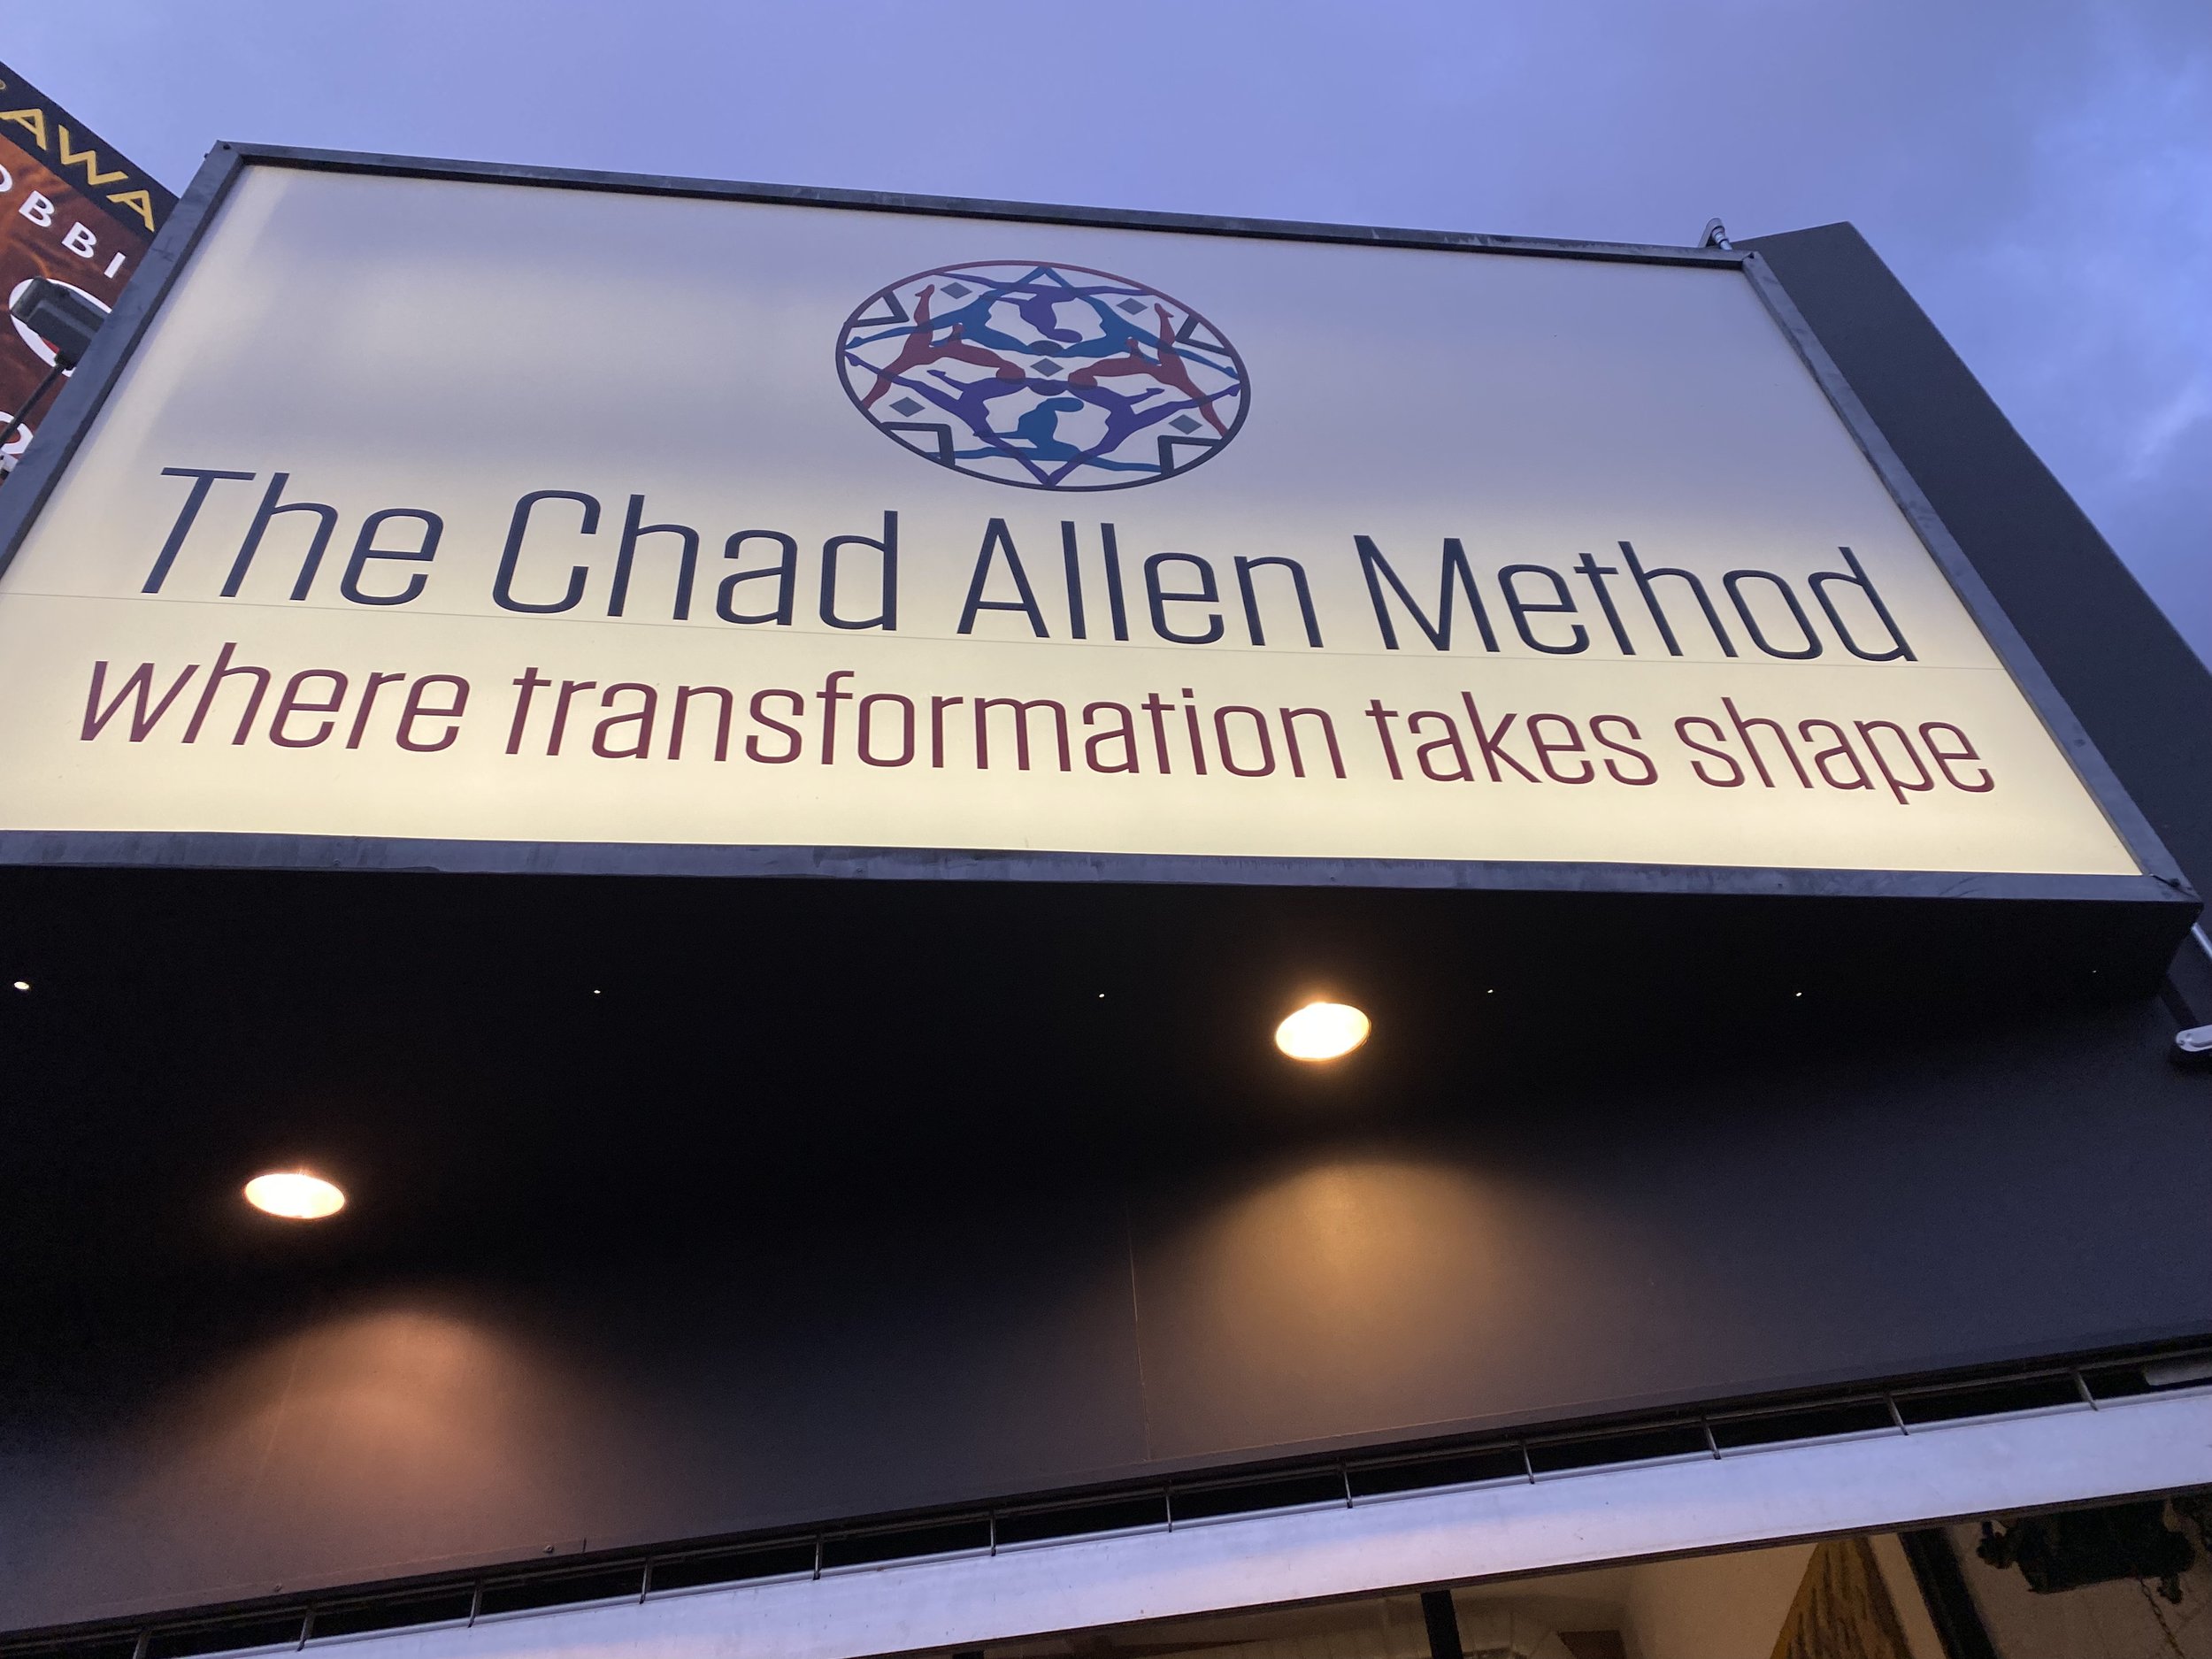 The Chad Allen Method
where transformation takes shape